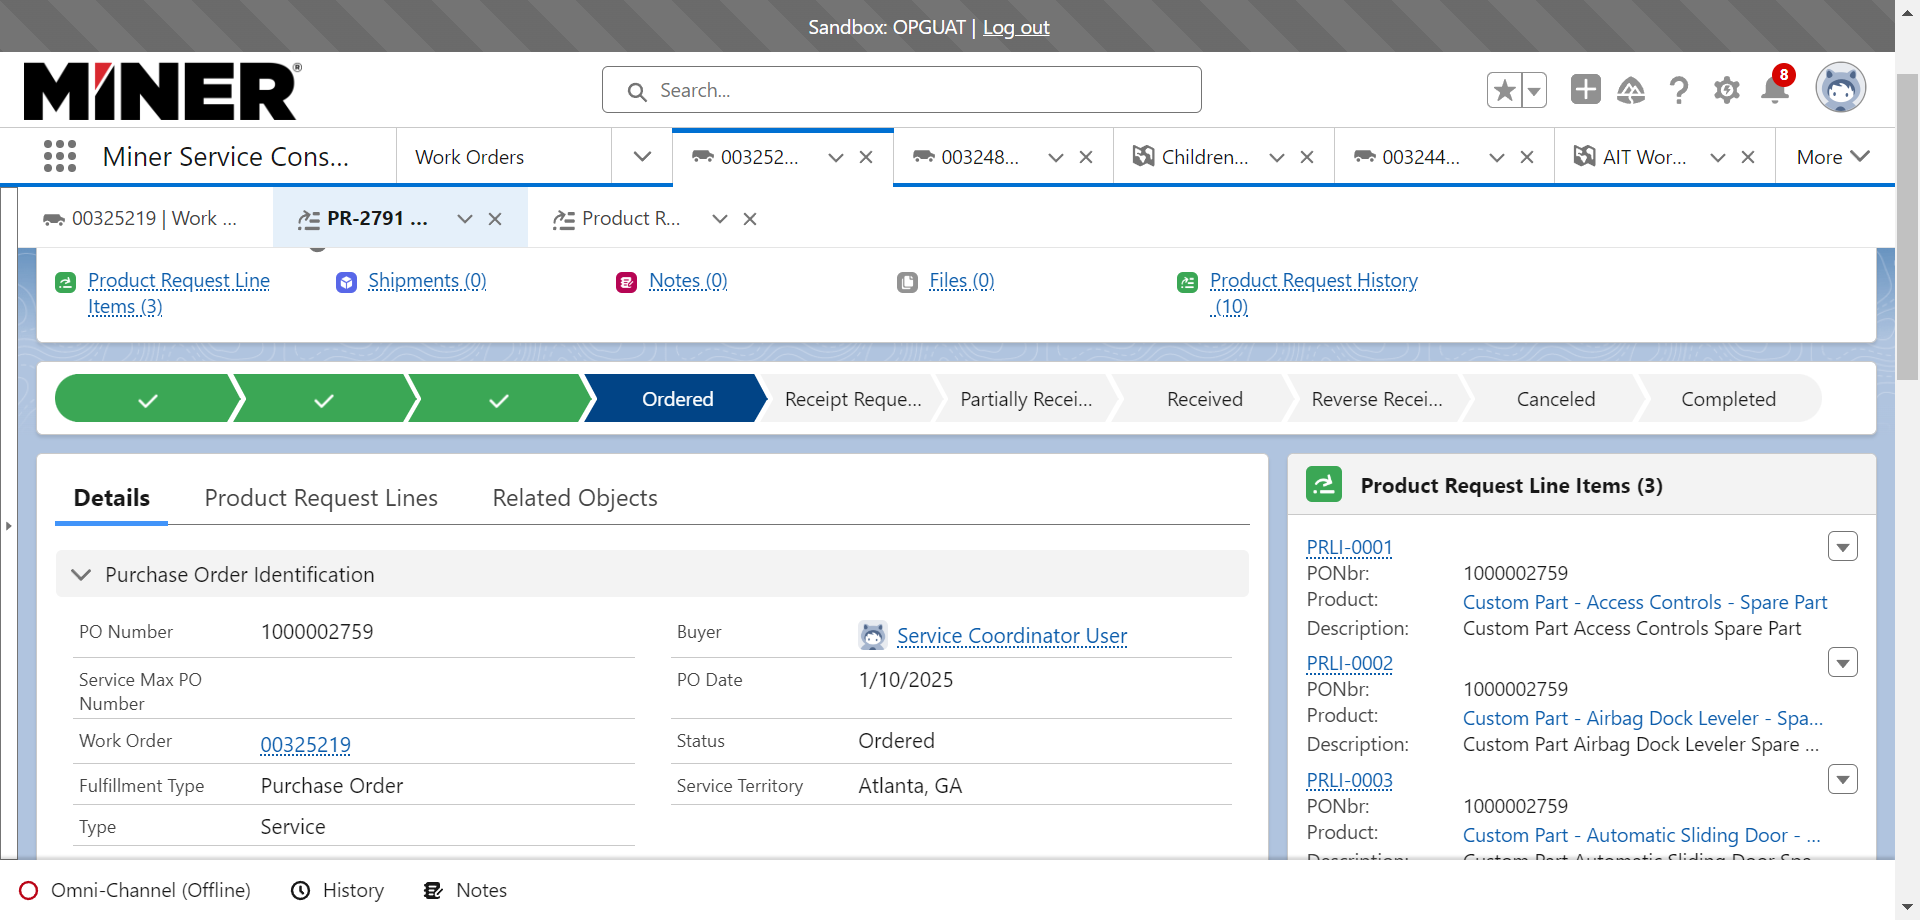 Sandbox: OPGUAT | Log out
MINER®
Search...
8
Miner Service Cons...
Work Orders
003252...
003248...
Children...
003244...
AIT Wor...
More
00325219 | Work ...
PR-2791 ...
Product R...
Product Request Line
Items (3)
Shipments (0)
Notes (0)
Files (0)
Product Request History
(10)
Ordered
Receipt Reque...
Partially Recei...
Received
Reverse Recei...
Canceled
Completed
Details
Product Request Lines
Related Objects
Purchase Order Identification
PO Number
1000002759
Buyer
Service Coordinator User
Service Max PO
Number
PO Date
1/10/2025
Work Order
00325219
Status
Ordered
Fulfillment Type
Purchase Order
Service Territory
Atlanta, GA
Type
Service
Product Request Line Items (3)
PRLI-0001
PONbr:
1000002759
Product:
Custom Part - Access Controls - Spare Part
Description:
Custom Part Access Controls Spare Part
PRLI-0002
PONbr:
1000002759
Product:
Custom Part - Airbag Dock Leveler - Spa...
Description:
Custom Part Airbag Dock Leveler Spare ...
PRLI-0003
PONbr:
1000002759
Product:
Custom Part - Automatic Sliding Door - ...
Description:
Custom Part Automatic Sliding Door Spa...
Omni-Channel (Offline)
History
Notes